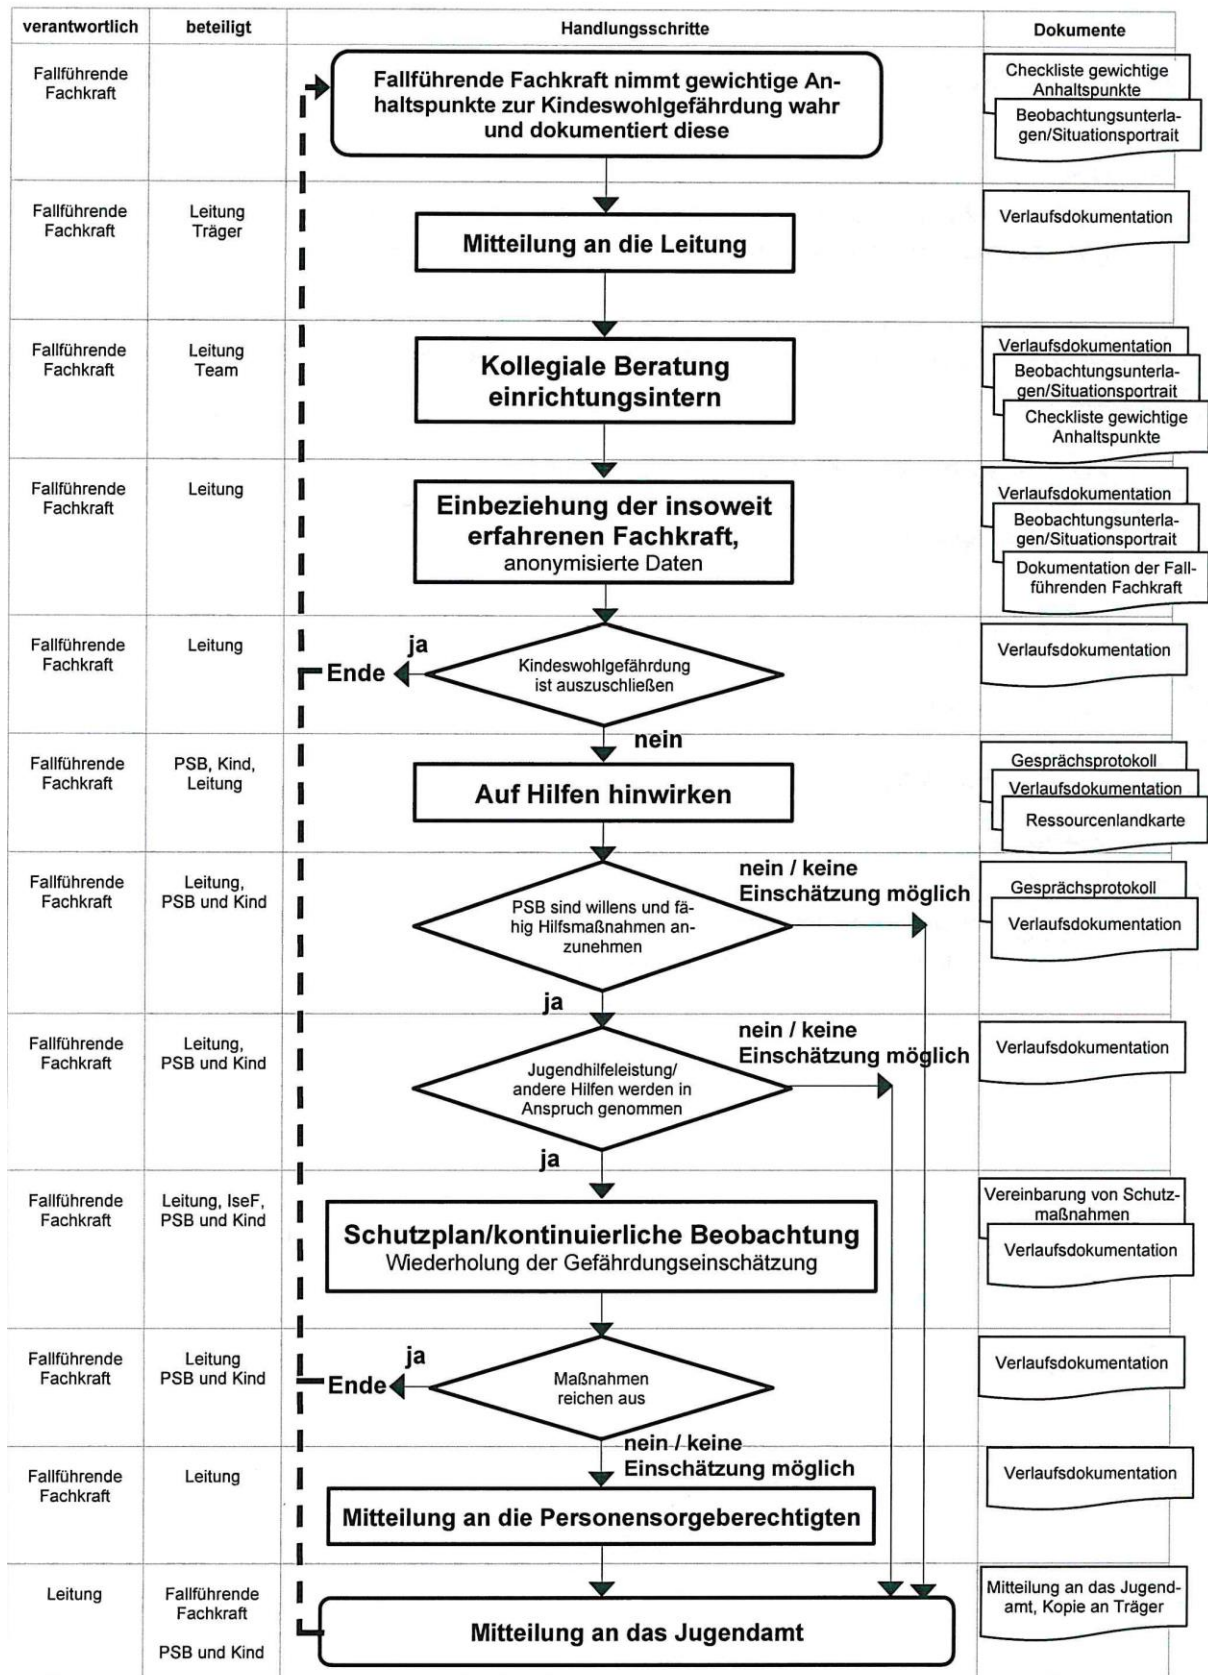 verantwortlich
beteiligt
Handlungsschritte
Dokumente
Fallführende
Fachkraft
Fallführende Fachkraft nimmt gewichtige An-
haltspunkte zur Kindeswohlgefährdung wahr
und dokumentiert diese
Checkliste gewichtige
Anhaltspunkte
Beobachtungsunterla-
gen/Situationsportrait
Fallführende
Fachkraft
Leitung
Träger
Mitteilung an die Leitung
Verlaufsdokumentation
Fallführende
Fachkraft
Leitung
Team
Kollegiale Beratung
einrichtungsintern
Verlaufsdokumentation
Beobachtungsunterla-
gen/Situationsportrait
Checkliste gewichtige
Anhaltspunkte
Fallführende
Fachkraft
Leitung
Einbeziehung der insoweit
erfahrenen Fachkraft,
anonymisierte Daten
Verlaufsdokumentation
Beobachtungsunterla-
gen/Situationsportrait
Dokumentation der Fall-
führenden Fachkraft
Fallführende
Fachkraft
Leitung
Ende
ja
Kindeswohlgefährdung
ist auszuschließen
nein
Verlaufsdokumentation
Fallführende
Fachkraft
PSB, Kind,
Leitung
Auf Hilfen hinwirken
Gesprächsprotokoll
Verlaufsdokumentation
Ressourcenlandkarte
Fallführende
Fachkraft
Leitung,
PSB und Kind
PSB sind willens und fä-
hig Hilfsmaßnahmen an-
zunehmen
nein / keine
Einschätzung möglich
ja
Gesprächsprotokoll
Verlaufsdokumentation
Fallführende
Fachkraft
Leitung,
PSB und Kind
Jugendhilfeleistung/
andere Hilfen werden in
Anspruch genommen
nein / keine
Einschätzung möglich
ja
Verlaufsdokumentation
Fallführende
Fachkraft
Leitung, IseF,
PSB und Kind
Schutzplan/kontinuierliche Beobachtung
Wiederholung der Gefährdungseinschätzung
Vereinbarung von Schutz-
maßnahmen
Verlaufsdokumentation
Fallführende
Fachkraft
Leitung
PSB und Kind
Ende
ja
Maßnahmen
reichen aus
nein / keine
Einschätzung möglich
Verlaufsdokumentation
Fallführende
Fachkraft
Leitung
Mitteilung an die Personensorgeberechtigten
Verlaufsdokumentation
Leitung
Fallführende
Fachkraft
PSB und Kind
Mitteilung an das Jugendamt
Mitteilung an das Jugend-
amt, Kopie an Träger